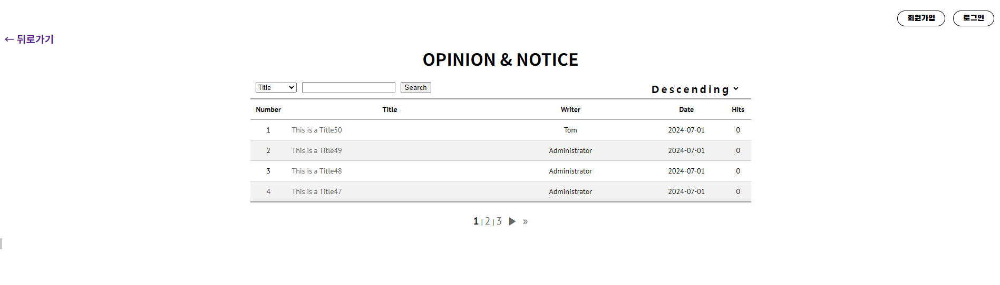 회원가입 로그인
← 뒤로가기
OPINION & NOTICE
Title Search Descending
Number Title Writer Date Hits
1 This is a Title50 Tom 2024-07-01 0
2 This is a Title49 Administrator 2024-07-01 0
3 This is a Title48 Administrator 2024-07-01 0
4 This is a Title47 Administrator 2024-07-01 0
1 | 2 | 3 ▶ »